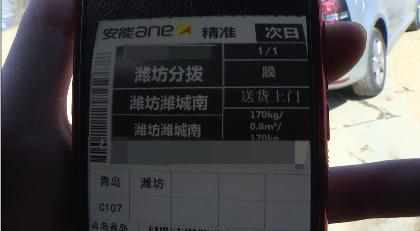 安能ane 精准 次日
1/1
潍坊分拨 膜
潍坊潍城南 送货上门
潍坊潍城南 170kg/
0.8m³/
170kg
青岛 潍坊
C107